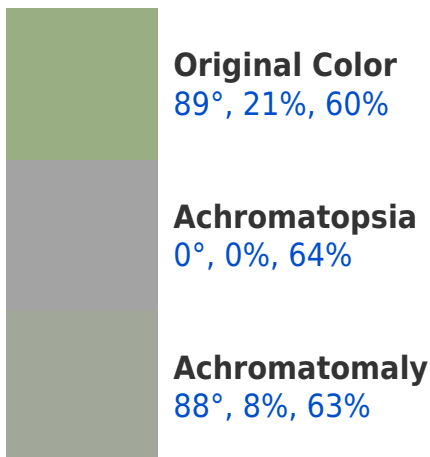 Original Color
89°, 21%, 60%
Achromatopsia
0°, 0%, 64%
Achromatomaly
88°, 8%, 63%